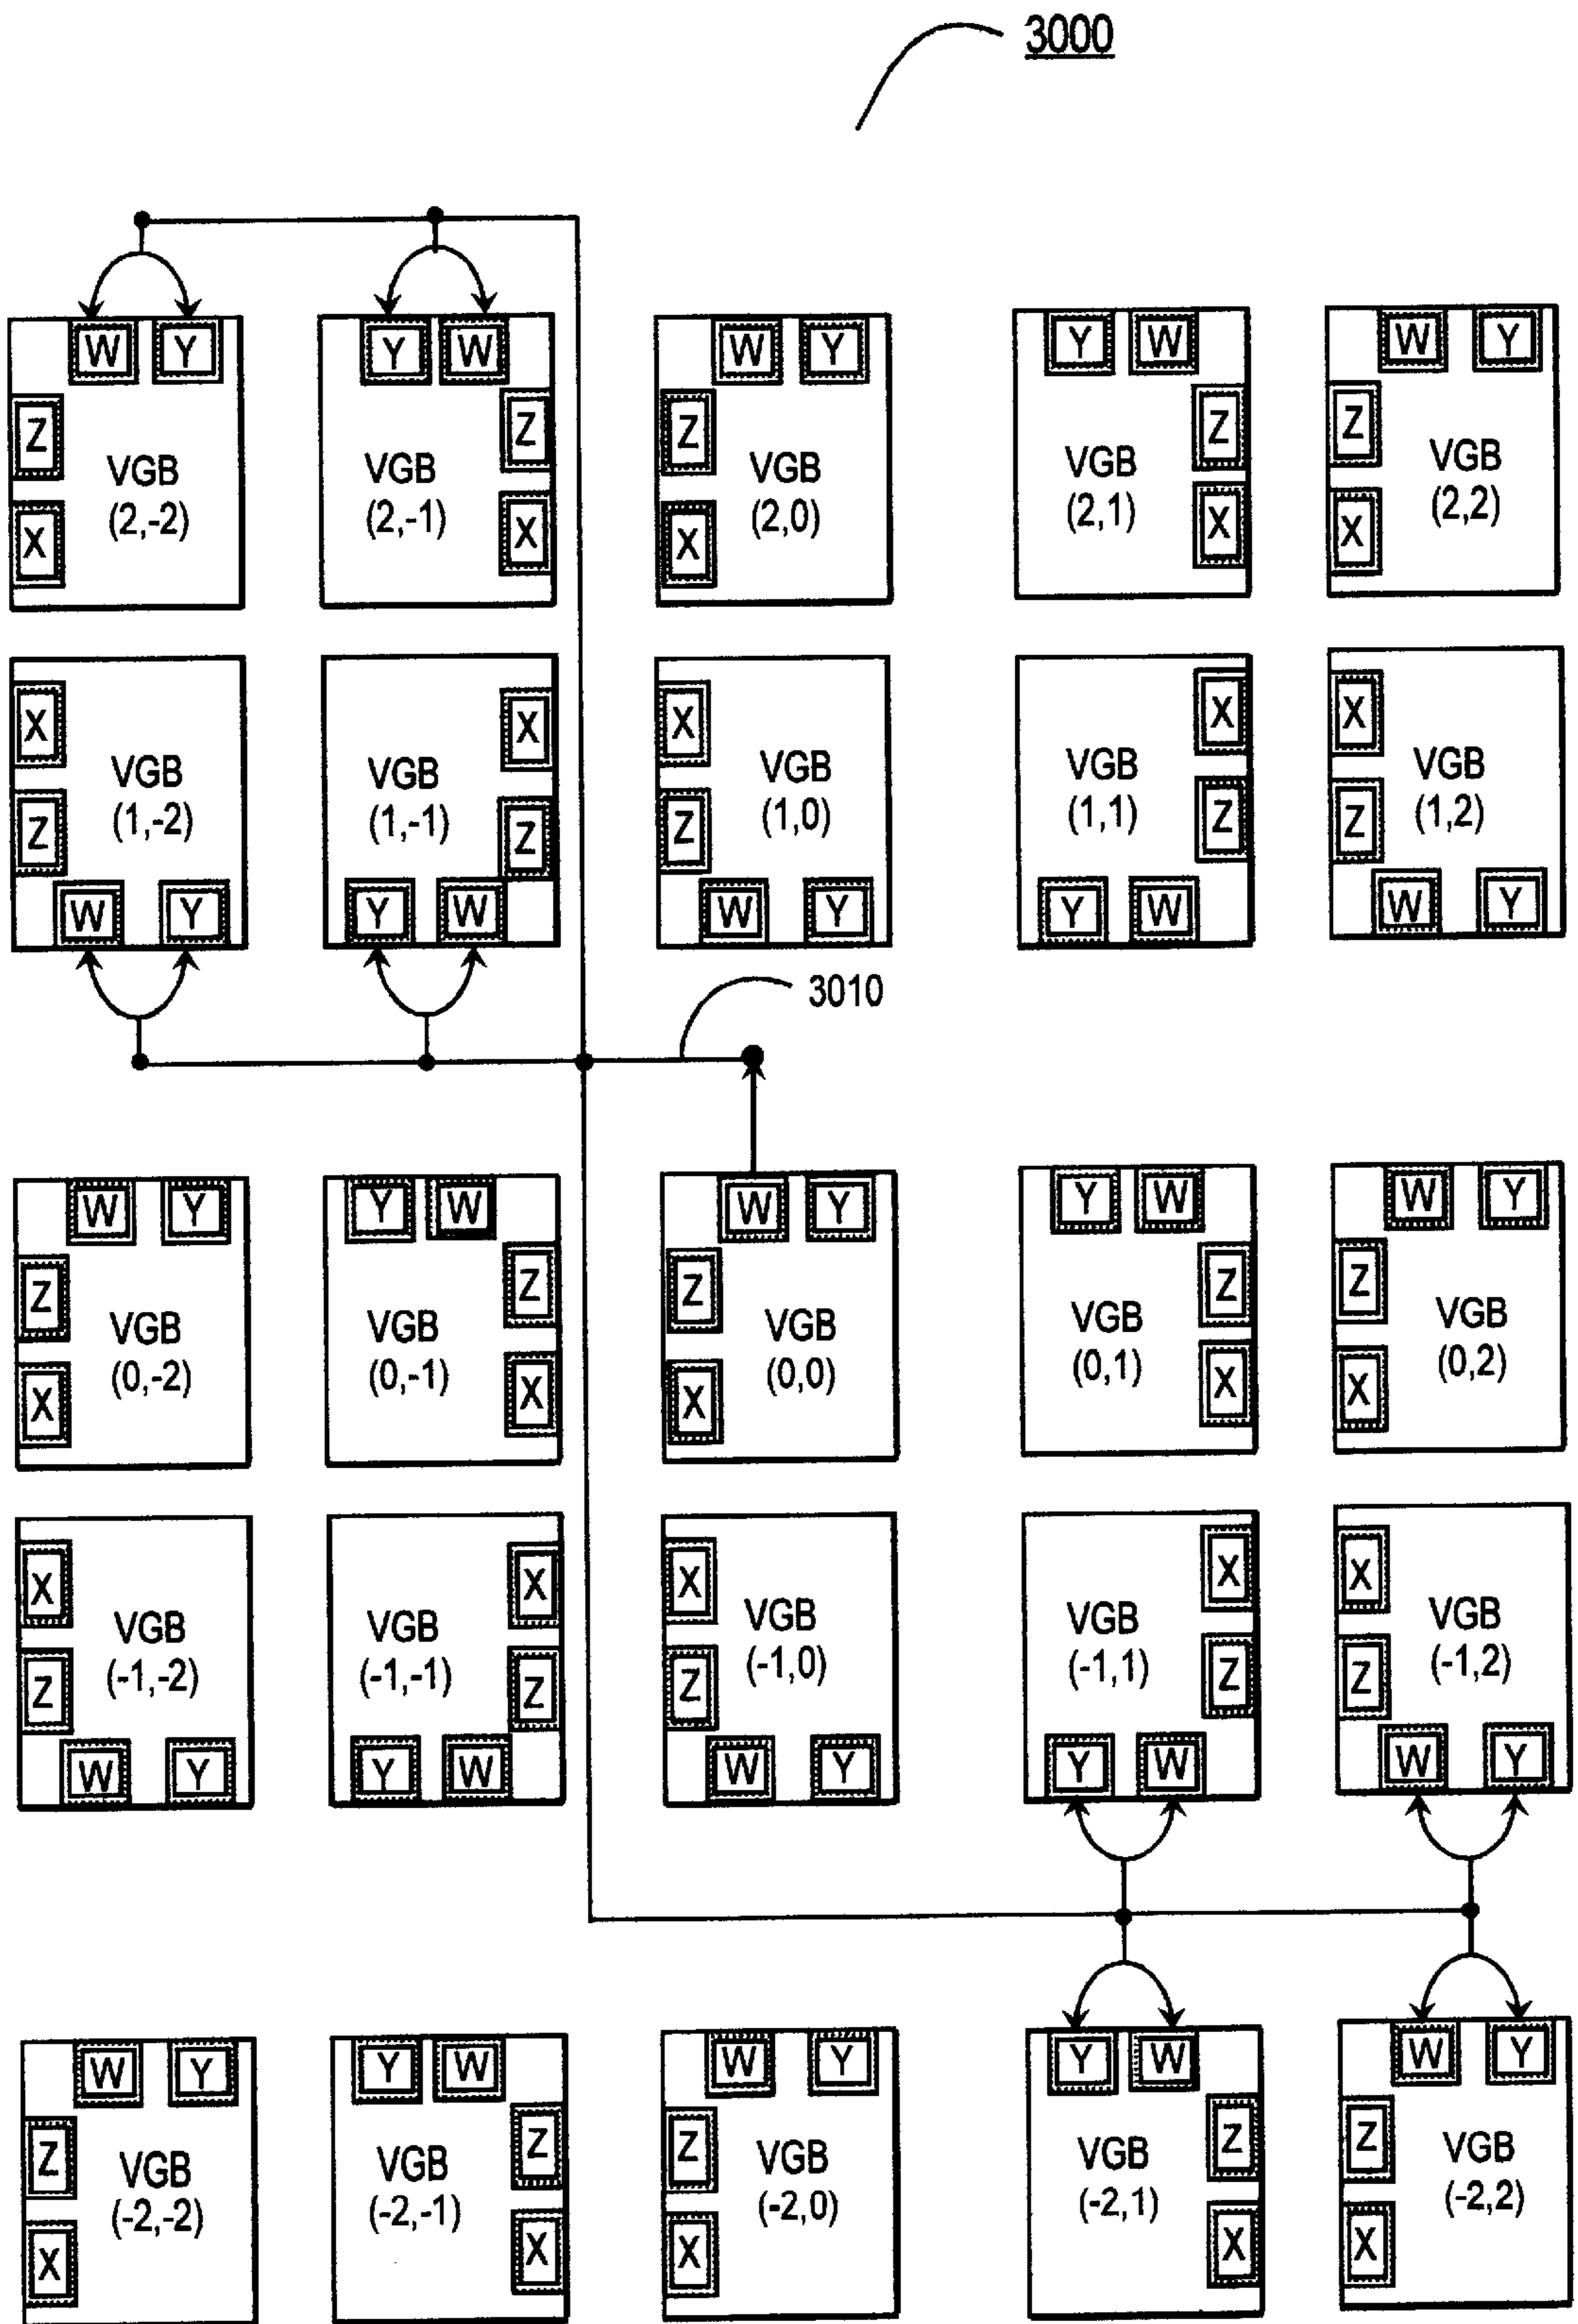 3000
W Y W Y W Y Y W W Y
Z Z Z Z Z
VGB VGB VGB VGB VGB
(2,-2) (2,-1) (2,0) (2,1) (2,2)
X X X X X
X X X X X
VGB VGB VGB VGB VGB
(1,-2) (1,-1) (1,0) (1,1) (1,2)
Z Z Z Z Z
W Y Y W W Y Y W W Y
3010
W Y Y W W Y Y W W Y
Z Z Z Z Z
VGB VGB VGB VGB VGB
(0,-2) (0,-1) (0,0) (0,1) (0,2)
X X X X X
X X X X X
VGB VGB VGB VGB VGB
(-1,-2) (-1,-1) (-1,0) (-1,1) (-1,2)
Z Z Z Z Z
W Y Y W W Y Y W W Y
W Y Y W W Y Y W W Y
Z Z Z Z Z
VGB VGB VGB VGB VGB
(-2,-2) (-2,-1) (-2,0) (-2,1) (-2,2)
X X X X X